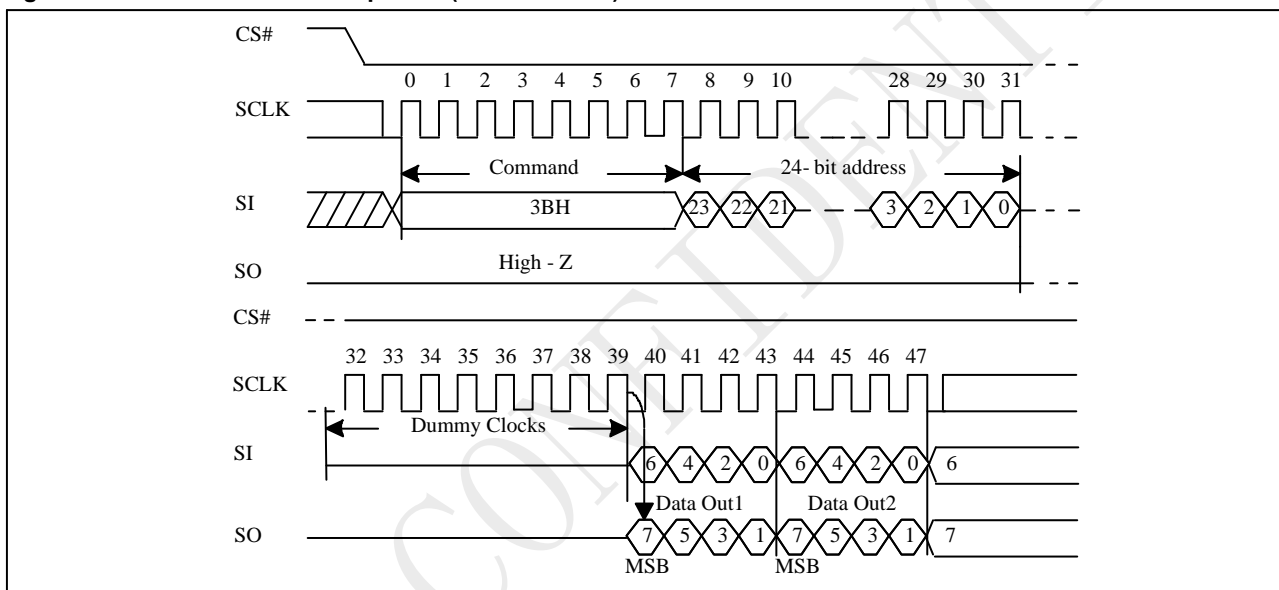 CS#
0 1 2 3 4 5 6 7 8 9 10 28 29 30 31
SCLK
Command 24- bit address
SI 3BH 23 22 21 3 2 1 0
High - Z
SO
CS#
32 33 34 35 36 37 38 39 40 41 42 43 44 45 46 47
SCLK
Dummy Clocks
SI 6 4 2 0 6 4 2 0 6
Data Out1 Data Out2
SO 7 5 3 1 7 5 3 1 7
MSB MSB
CONFIDENT